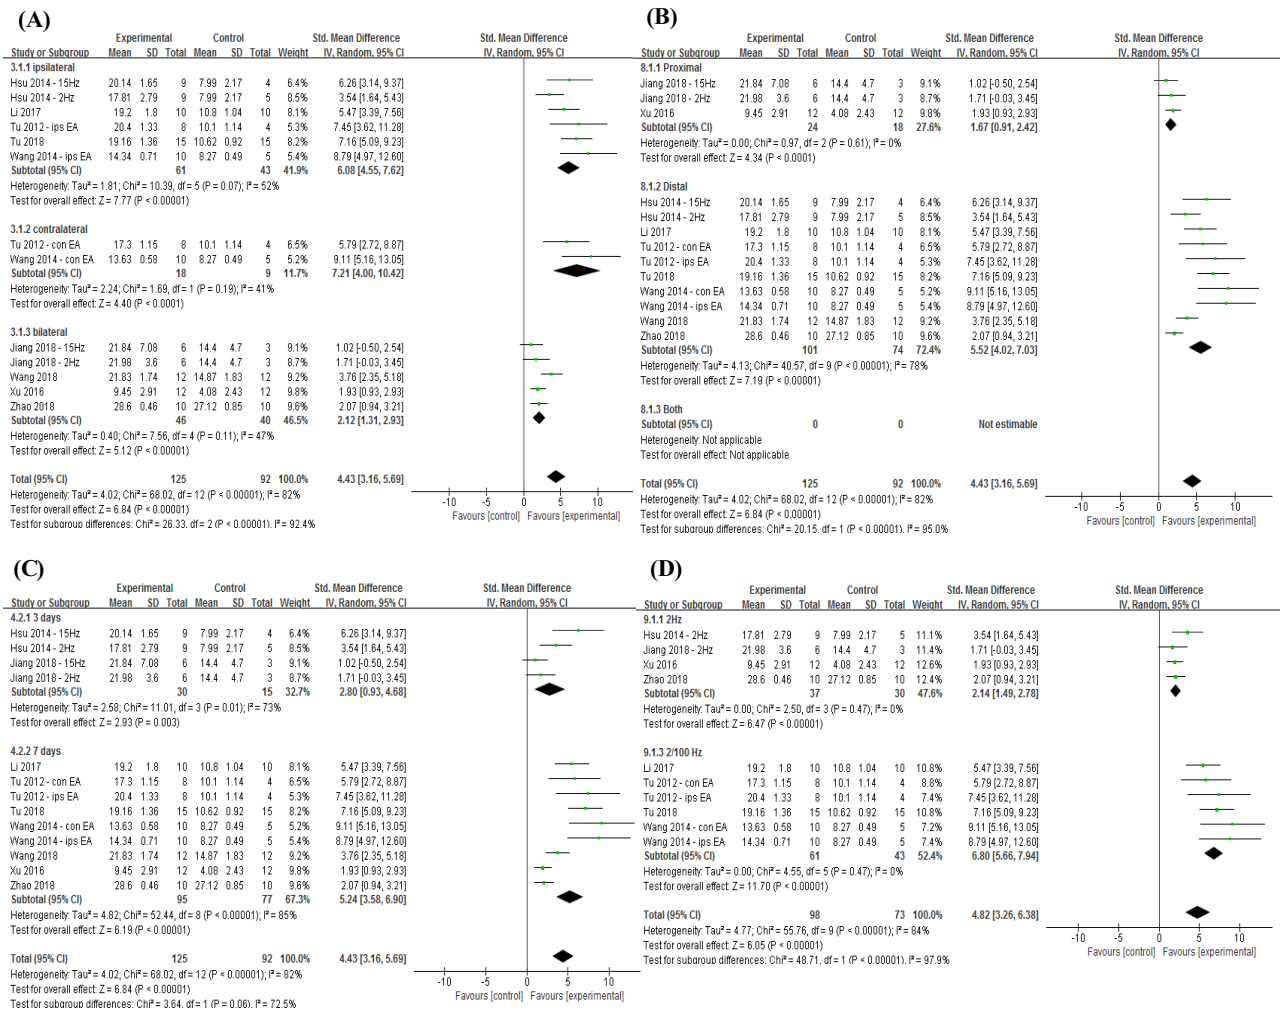 (A)
Experimental Control Std. Mean Difference Std. Mean Difference
Study or Subgroup Mean SD Total Mean SD Total Weight IV, Random, 95% CI IV, Random, 95% CI
3.1.1 ipsilateral
Hsu 2014 - 15Hz 20.14 1.65 9 7.99 2.17 4 6.4% 6.26 [3.14, 9.37]
Hsu 2014 - 2Hz 17.81 2.79 9 7.99 2.17 5 8.5% 3.54 [1.64, 5.43]
Li 2017 19.2 1.8 10 10.8 1.04 10 8.1% 5.47 [3.39, 7.56]
Tu 2012 - ips EA 20.4 1.33 8 10.1 1.14 4 5.4% 7.45 [3.62, 11.28]
Tu 2018 19.16 1.36 15 10.62 0.92 15 8.2% 7.16 [5.09, 9.23]
Wang 2014 - ips EA 14.34 0.71 10 8.27 0.49 5 5.4% 8.79 [4.97, 12.60]
Subtotal (95% CI) 61 43 41.9% 6.08 [4.55, 7.62]
Heterogeneity: Tau² = 1.81; Chi² = 10.39, df = 5 (P = 0.07); I² = 52%
Test for overall effect: Z = 7.77 (P < 0.00001)
3.1.2 contralateral
Tu 2012 - con EA 17.3 1.15 8 10.1 1.14 4 6.5% 5.79 [2.72, 8.87]
Wang 2014 - con EA 13.63 0.58 10 8.27 0.49 5 5.2% 9.11 [5.16, 13.05]
Subtotal (95% CI) 18 9 11.7% 7.21 [4.00, 10.42]
Heterogeneity: Tau² = 2.24; Chi² = 1.69, df = 1 (P = 0.19); I² = 41%
Test for overall effect: Z = 4.40 (P < 0.0001)
3.1.3 bilateral
Jiang 2018 - 15Hz 21.84 7.08 6 14.4 4.7 3 9.1% 1.02 [-0.50, 2.54]
Jiang 2018 - 2Hz 21.98 3.6 6 14.4 4.7 3 8.7% 1.71 [-0.03, 3.45]
Wang 2018 21.83 1.74 12 14.87 1.83 12 9.2% 3.76 [2.35, 5.18]
Xu 2016 9.45 2.91 12 4.08 2.43 12 9.8% 1.93 [0.93, 2.93]
Zhao 2018 28.6 0.46 10 27.12 0.85 10 9.6% 2.07 [0.94, 3.21]
Subtotal (95% CI) 46 40 46.5% 2.12 [1.31, 2.93]
Heterogeneity: Tau² = 0.40; Chi² = 7.56, df = 4 (P = 0.11); I² = 47%
Test for overall effect: Z = 5.12 (P < 0.00001)
Total (95% CI) 125 92 100.0% 4.43 [3.16, 5.69]
Heterogeneity: Tau² = 4.02; Chi² = 68.02, df = 12 (P < 0.00001); I² = 82%
Test for overall effect: Z = 6.84 (P < 0.00001)
Test for subgroup differences: Chi² = 26.33, df = 2 (P < 0.00001), I² = 92.4%
-10 -5 0 5 10
Favours [control] Favours [experimental]
(B)
Experimental Control Std. Mean Difference Std. Mean Difference
Study or Subgroup Mean SD Total Mean SD Total Weight IV, Random, 95% CI IV, Random, 95% CI
8.1.1 Proximal
Jiang 2018 - 15Hz 21.84 7.08 6 14.4 4.7 3 9.1% 1.02 [-0.50, 2.54]
Jiang 2018 - 2Hz 21.98 3.6 6 14.4 4.7 3 8.7% 1.71 [-0.03, 3.45]
Xu 2016 9.45 2.91 12 4.08 2.43 12 9.8% 1.93 [0.93, 2.93]
Subtotal (95% CI) 24 18 27.6% 1.67 [0.91, 2.42]
Heterogeneity: Tau² = 0.00; Chi² = 0.97, df = 2 (P = 0.61); I² = 0%
Test for overall effect: Z = 4.34 (P < 0.0001)
8.1.2 Distal
Hsu 2014 - 15Hz 20.14 1.65 9 7.99 2.17 4 6.4% 6.26 [3.14, 9.37]
Hsu 2014 - 2Hz 17.81 2.79 9 7.99 2.17 5 8.5% 3.54 [1.64, 5.43]
Li 2017 19.2 1.8 10 10.8 1.04 10 8.1% 5.47 [3.39, 7.56]
Tu 2012 - con EA 17.3 1.15 8 10.1 1.14 4 6.5% 5.79 [2.72, 8.87]
Tu 2012 - ips EA 20.4 1.33 8 10.1 1.14 4 5.4% 7.45 [3.62, 11.28]
Tu 2018 19.16 1.36 15 10.62 0.92 15 8.2% 7.16 [5.09, 9.23]
Wang 2014 - con EA 13.63 0.58 10 8.27 0.49 5 5.2% 9.11 [5.16, 13.05]
Wang 2014 - ips EA 14.34 0.71 10 8.27 0.49 5 5.4% 8.79 [4.97, 12.60]
Wang 2018 21.83 1.74 12 14.87 1.83 12 9.2% 3.76 [2.35, 5.18]
Zhao 2018 28.6 0.46 10 27.12 0.85 10 9.6% 2.07 [0.94, 3.21]
Subtotal (95% CI) 101 74 72.4% 5.52 [4.02, 7.03]
Heterogeneity: Tau² = 4.13; Chi² = 40.57, df = 9 (P < 0.00001); I² = 78%
Test for overall effect: Z = 7.19 (P < 0.00001)
8.1.3 Both
Subtotal (95% CI) 0 0 Not estimable
Heterogeneity: Not applicable
Test for overall effect: Not applicable
Total (95% CI) 125 92 100.0% 4.43 [3.16, 5.69]
Heterogeneity: Tau² = 4.02; Chi² = 68.02, df = 12 (P < 0.00001); I² = 82%
Test for overall effect: Z = 6.84 (P < 0.00001)
Test for subgroup differences: Chi² = 20.15, df = 1 (P < 0.00001), I² = 95.0%
-10 -5 0 5 10
Favours [control] Favours [experimental]
(C)
Experimental Control Std. Mean Difference Std. Mean Difference
Study or Subgroup Mean SD Total Mean SD Total Weight IV, Random, 95% CI IV, Random, 95% CI
4.2.1 3 days
Hsu 2014 - 15Hz 20.14 1.65 9 7.99 2.17 4 6.4% 6.26 [3.14, 9.37]
Hsu 2014 - 2Hz 17.81 2.79 9 7.99 2.17 5 8.5% 3.54 [1.64, 5.43]
Jiang 2018 - 15Hz 21.84 7.08 6 14.4 4.7 3 9.1% 1.02 [-0.50, 2.54]
Jiang 2018 - 2Hz 21.98 3.6 6 14.4 4.7 3 8.7% 1.71 [-0.03, 3.45]
Subtotal (95% CI) 30 15 32.7% 2.80 [0.93, 4.68]
Heterogeneity: Tau² = 2.58; Chi² = 11.01, df = 3 (P = 0.01); I² = 73%
Test for overall effect: Z = 2.93 (P = 0.003)
4.2.2 7 days
Li 2017 19.2 1.8 10 10.8 1.04 10 8.1% 5.47 [3.39, 7.56]
Tu 2012 - con EA 17.3 1.15 8 10.1 1.14 4 6.5% 5.79 [2.72, 8.87]
Tu 2012 - ips EA 20.4 1.33 8 10.1 1.14 4 5.4% 7.45 [3.62, 11.28]
Tu 2018 19.16 1.36 15 10.62 0.92 15 8.2% 7.16 [5.09, 9.23]
Wang 2014 - con EA 13.63 0.58 10 8.27 0.49 5 5.2% 9.11 [5.16, 13.05]
Wang 2014 - ips EA 14.34 0.71 10 8.27 0.49 5 5.4% 8.79 [4.97, 12.60]
Wang 2018 21.83 1.74 12 14.87 1.83 12 9.2% 3.76 [2.35, 5.18]
Xu 2016 9.45 2.91 12 4.08 2.43 12 9.8% 1.93 [0.93, 2.93]
Zhao 2018 28.6 0.46 10 27.12 0.85 10 9.6% 2.07 [0.94, 3.21]
Subtotal (95% CI) 95 77 67.3% 5.24 [3.58, 6.90]
Heterogeneity: Tau² = 4.82; Chi² = 52.44, df = 8 (P < 0.00001); I² = 85%
Test for overall effect: Z = 6.19 (P < 0.00001)
Total (95% CI) 125 92 100.0% 4.43 [3.16, 5.69]
Heterogeneity: Tau² = 4.02; Chi² = 68.02, df = 12 (P < 0.00001); I² = 82%
Test for overall effect: Z = 6.84 (P < 0.00001)
Test for subgroup differences: Chi² = 3.64, df = 1 (P = 0.06), I² = 72.5%
-10 -5 0 5 10
Favours [control] Favours [experimental]
(D)
Experimental Control Std. Mean Difference Std. Mean Difference
Study or Subgroup Mean SD Total Mean SD Total Weight IV, Random, 95% CI IV, Random, 95% CI
9.1.1 2Hz
Hsu 2014 - 2Hz 17.81 2.79 9 7.99 2.17 5 11.1% 3.54 [1.64, 5.43]
Jiang 2018 - 2Hz 21.98 3.6 6 14.4 4.7 3 11.4% 1.71 [-0.03, 3.45]
Xu 2016 9.45 2.91 12 4.08 2.43 12 12.6% 1.93 [0.93, 2.93]
Zhao 2018 28.6 0.46 10 27.12 0.85 10 12.4% 2.07 [0.94, 3.21]
Subtotal (95% CI) 37 30 47.6% 2.14 [1.49, 2.78]
Heterogeneity: Tau² = 0.00; Chi² = 2.50, df = 3 (P = 0.47); I² = 0%
Test for overall effect: Z = 6.47 (P < 0.00001)
9.1.3 2/100 Hz
Li 2017 19.2 1.8 10 10.8 1.04 10 10.8% 5.47 [3.39, 7.56]
Tu 2012 - con EA 17.3 1.15 8 10.1 1.14 4 8.8% 5.79 [2.72, 8.87]
Tu 2012 - ips EA 20.4 1.33 8 10.1 1.14 4 7.4% 7.45 [3.62, 11.28]
Tu 2018 19.16 1.36 15 10.62 0.92 15 10.8% 7.16 [5.09, 9.23]
Wang 2014 - con EA 13.63 0.58 10 8.27 0.49 5 7.2% 9.11 [5.16, 13.05]
Wang 2014 - ips EA 14.34 0.71 10 8.27 0.49 5 7.4% 8.79 [4.97, 12.60]
Subtotal (95% CI) 61 43 52.4% 6.80 [5.66, 7.94]
Heterogeneity: Tau² = 0.00; Chi² = 4.55, df = 5 (P = 0.47); I² = 0%
Test for overall effect: Z = 11.70 (P < 0.00001)
Total (95% CI) 98 73 100.0% 4.82 [3.26, 6.38]
Heterogeneity: Tau² = 4.77; Chi² = 55.76, df = 9 (P < 0.00001); I² = 84%
Test for overall effect: Z = 6.05 (P < 0.00001)
Test for subgroup differences: Chi² = 48.71, df = 1 (P < 0.00001), I² = 97.9%
-10 -5 0 5 10
Favours [control] Favours [experimental]